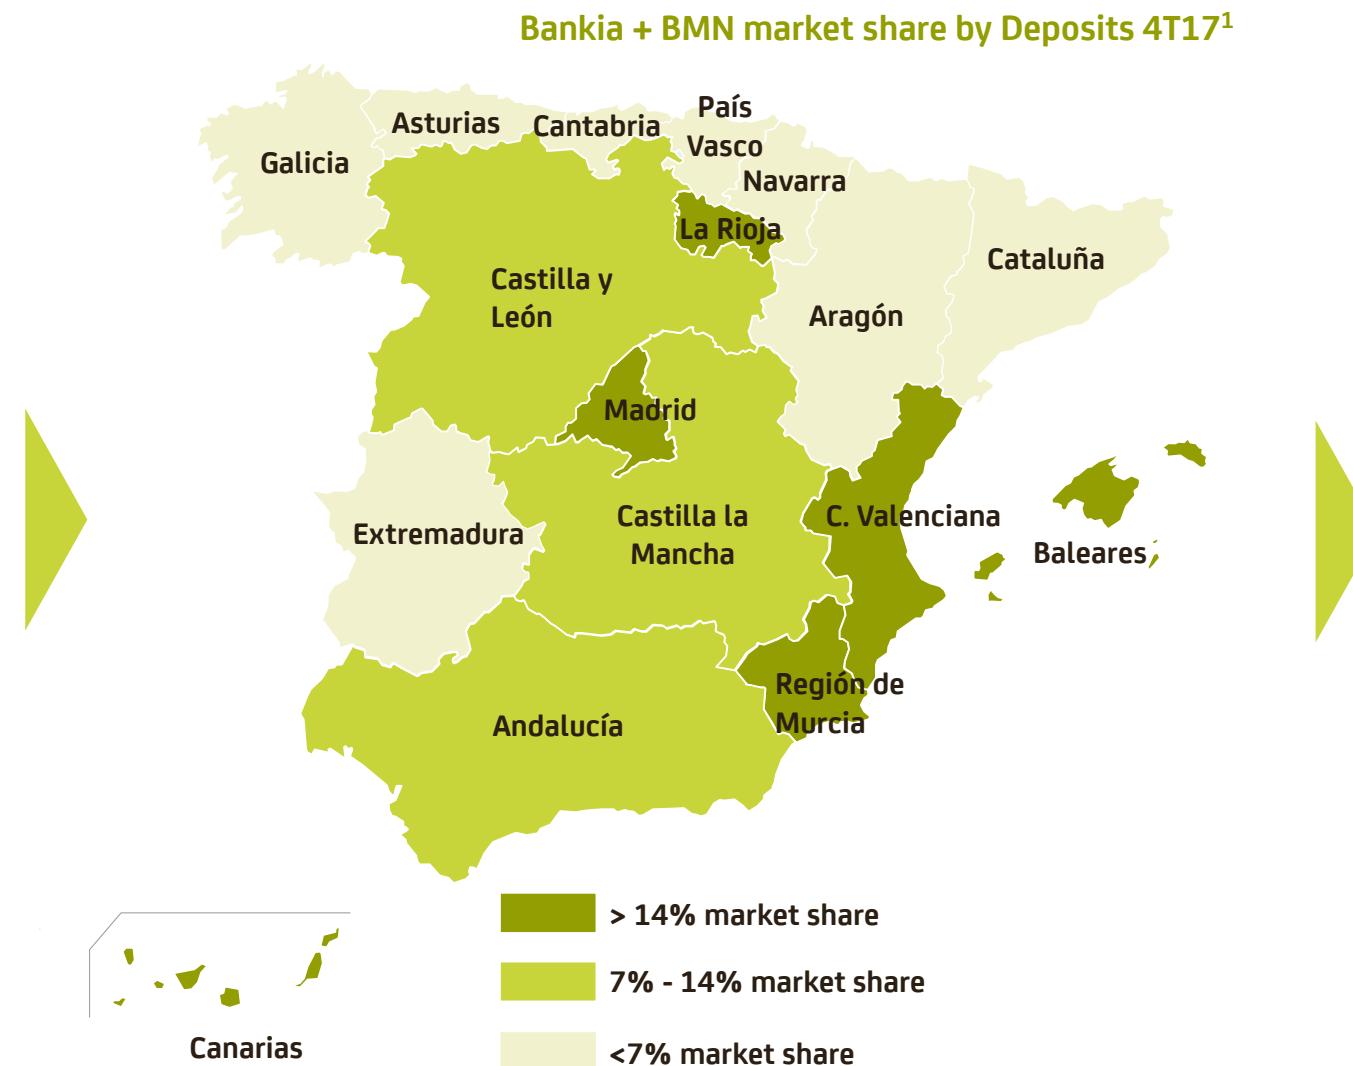 Bankia + BMN market share by Deposits 4T17¹
País
Vasco
Asturias
Cantabria
Galicia
Navarra
La Rioja
Cataluña
Castilla y
León
Aragón
Madrid
Castilla la
Mancha
C. Valenciana
Extremadura
Baleares
Región de
Murcia
Andalucía
> 14% market share
7% - 14% market share
<7% market share
Canarias